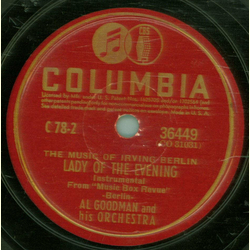 COLUMBIA
C 78-2
36449
THE MUSIC OF IRVING BERLIN
LADY OF THE EVENING
Instrumental
From "Music Box Revue"
-Berlin-
AL GOODMAN and
his ORCHESTRA